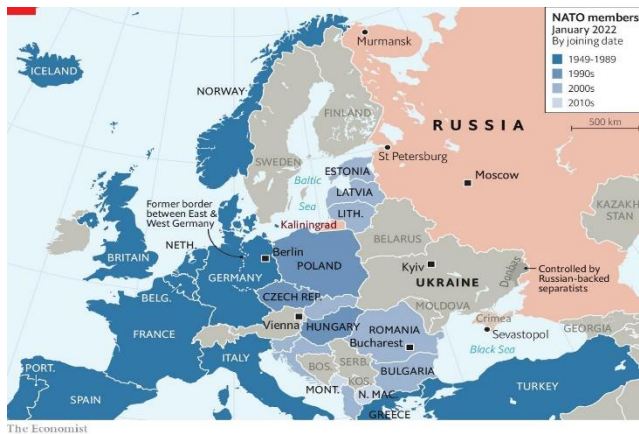 NATO members
January 2022
By joining date
1949-1989
1990s
2000s
2010s
500 km
ICELAND
Murmansk
NORWAY
FINLAND
RUSSIA
SWEDEN
St Petersburg
Baltic
Sea
ESTONIA
LATVIA
LITH.
Moscow
KAZAKH
STAN
Former border
between East &
West Germany
Kaliningrad
NETH.
Berlin
BELARUS
BRITAIN
POLAND
GERMANY
Kyiv
Donbas
Controlled by
Russian-backed
separatists
BELG.
UKRAINE
CZECH REP.
MOLDOVA
Vienna
FRANCE
HUNGARY
ROMANIA
Crimea
Bucharest
Sevastopol
GEORGIA
ITALY
BOS.
SERB.
Black Sea
KOS.
BULGARIA
PORT.
SPAIN
MONT.
N. MAC.
TURKEY
GREECE
The Economist